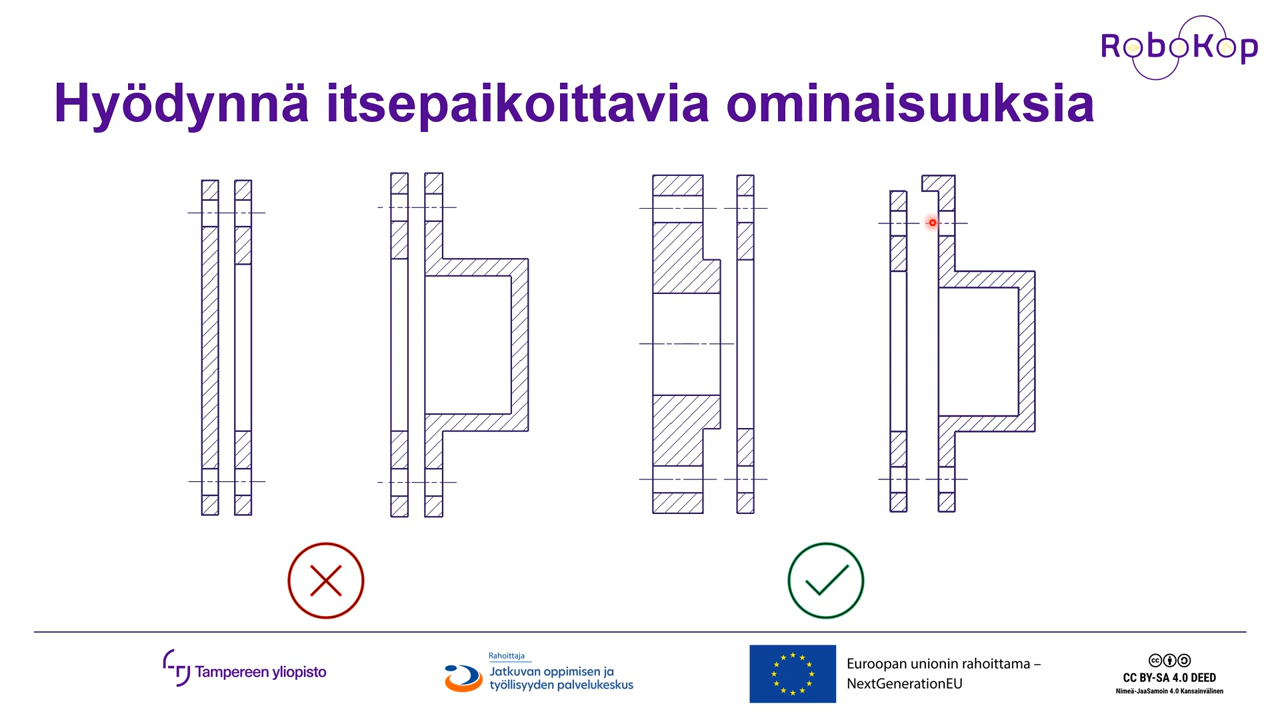 RoboKop
Hyödynnä itsepaikoittavia ominaisuuksia
Tampereen yliopisto
Rahoittaja
Jatkuvan oppimisen ja
työllisyyden palvelukeskus
Euroopan unionin rahoittama –
NextGenerationEU
cc
CC BY-SA 4.0 DEED
Nimeä-JaaSamoin 4.0 Kansainvälinen